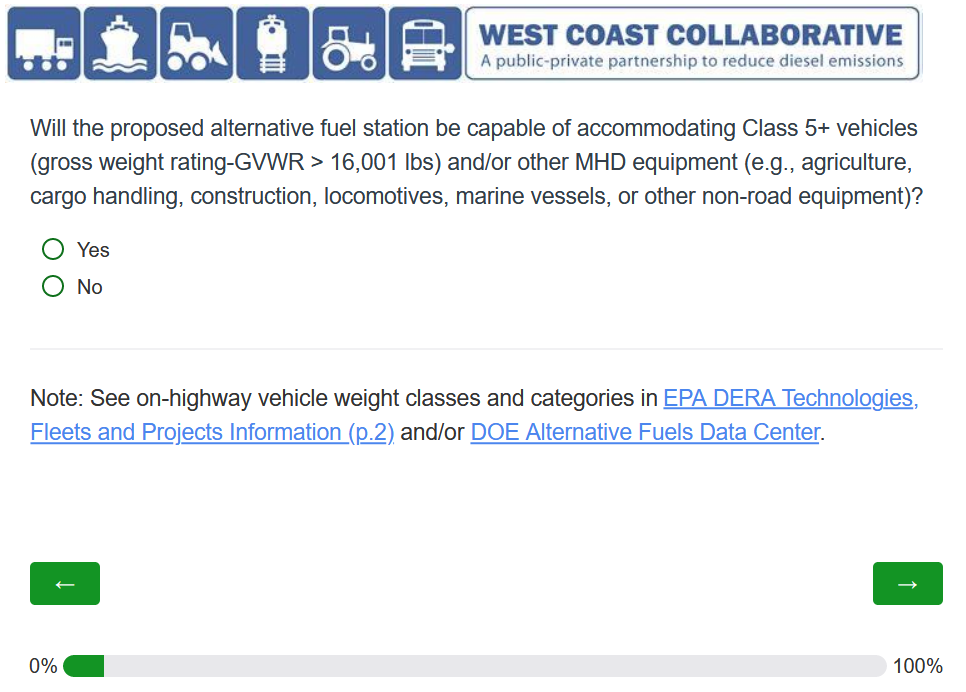 WEST COAST COLLABORATIVE
A public-private partnership to reduce diesel emissions
Will the proposed alternative fuel station be capable of accommodating Class 5+ vehicles
(gross weight rating-GVWR > 16,001 lbs) and/or other MHD equipment (e.g., agriculture,
cargo handling, construction, locomotives, marine vessels, or other non-road equipment)?
Yes
No
Note: See on-highway vehicle weight classes and categories in EPA DERA Technologies,
Fleets and Projects Information (p.2) and/or DOE Alternative Fuels Data Center.
← →
0% 100%